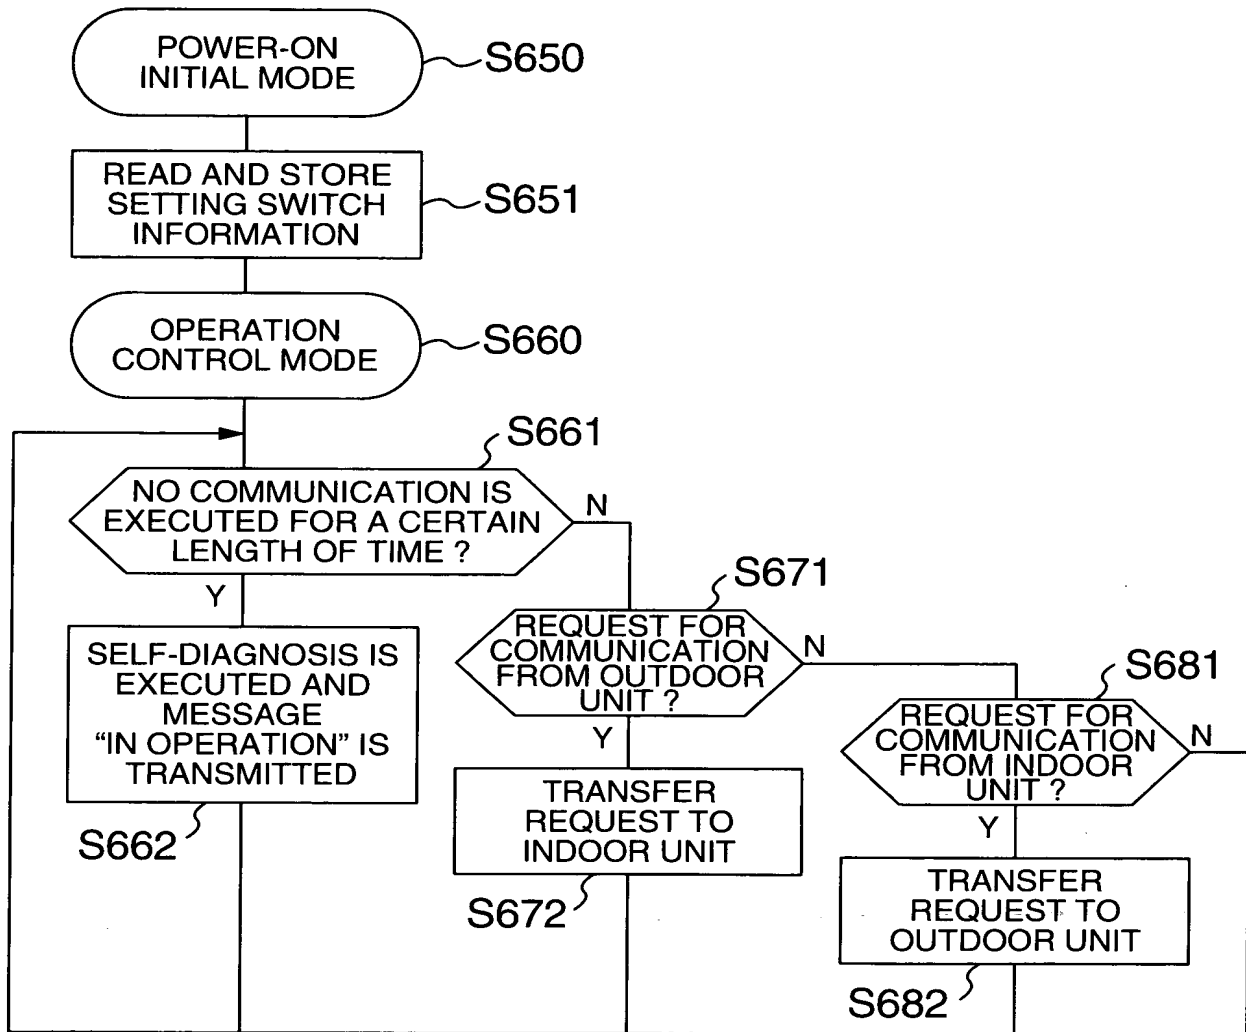 POWER-ON
INITIAL MODE
S650
READ AND STORE
SETTING SWITCH
INFORMATION
S651
OPERATION
CONTROL MODE
S660
S661
NO COMMUNICATION IS
EXECUTED FOR A CERTAIN
LENGTH OF TIME ?
N
Y
S671
REQUEST FOR
COMMUNICATION
FROM OUTDOOR
UNIT ?
N
Y
SELF-DIAGNOSIS IS
EXECUTED AND
MESSAGE
“IN OPERATION” IS
TRANSMITTED
S662
S681
REQUEST FOR
COMMUNICATION
FROM INDOOR
UNIT ?
N
Y
TRANSFER
REQUEST TO
INDOOR UNIT
S672
TRANSFER
REQUEST TO
OUTDOOR UNIT
S682